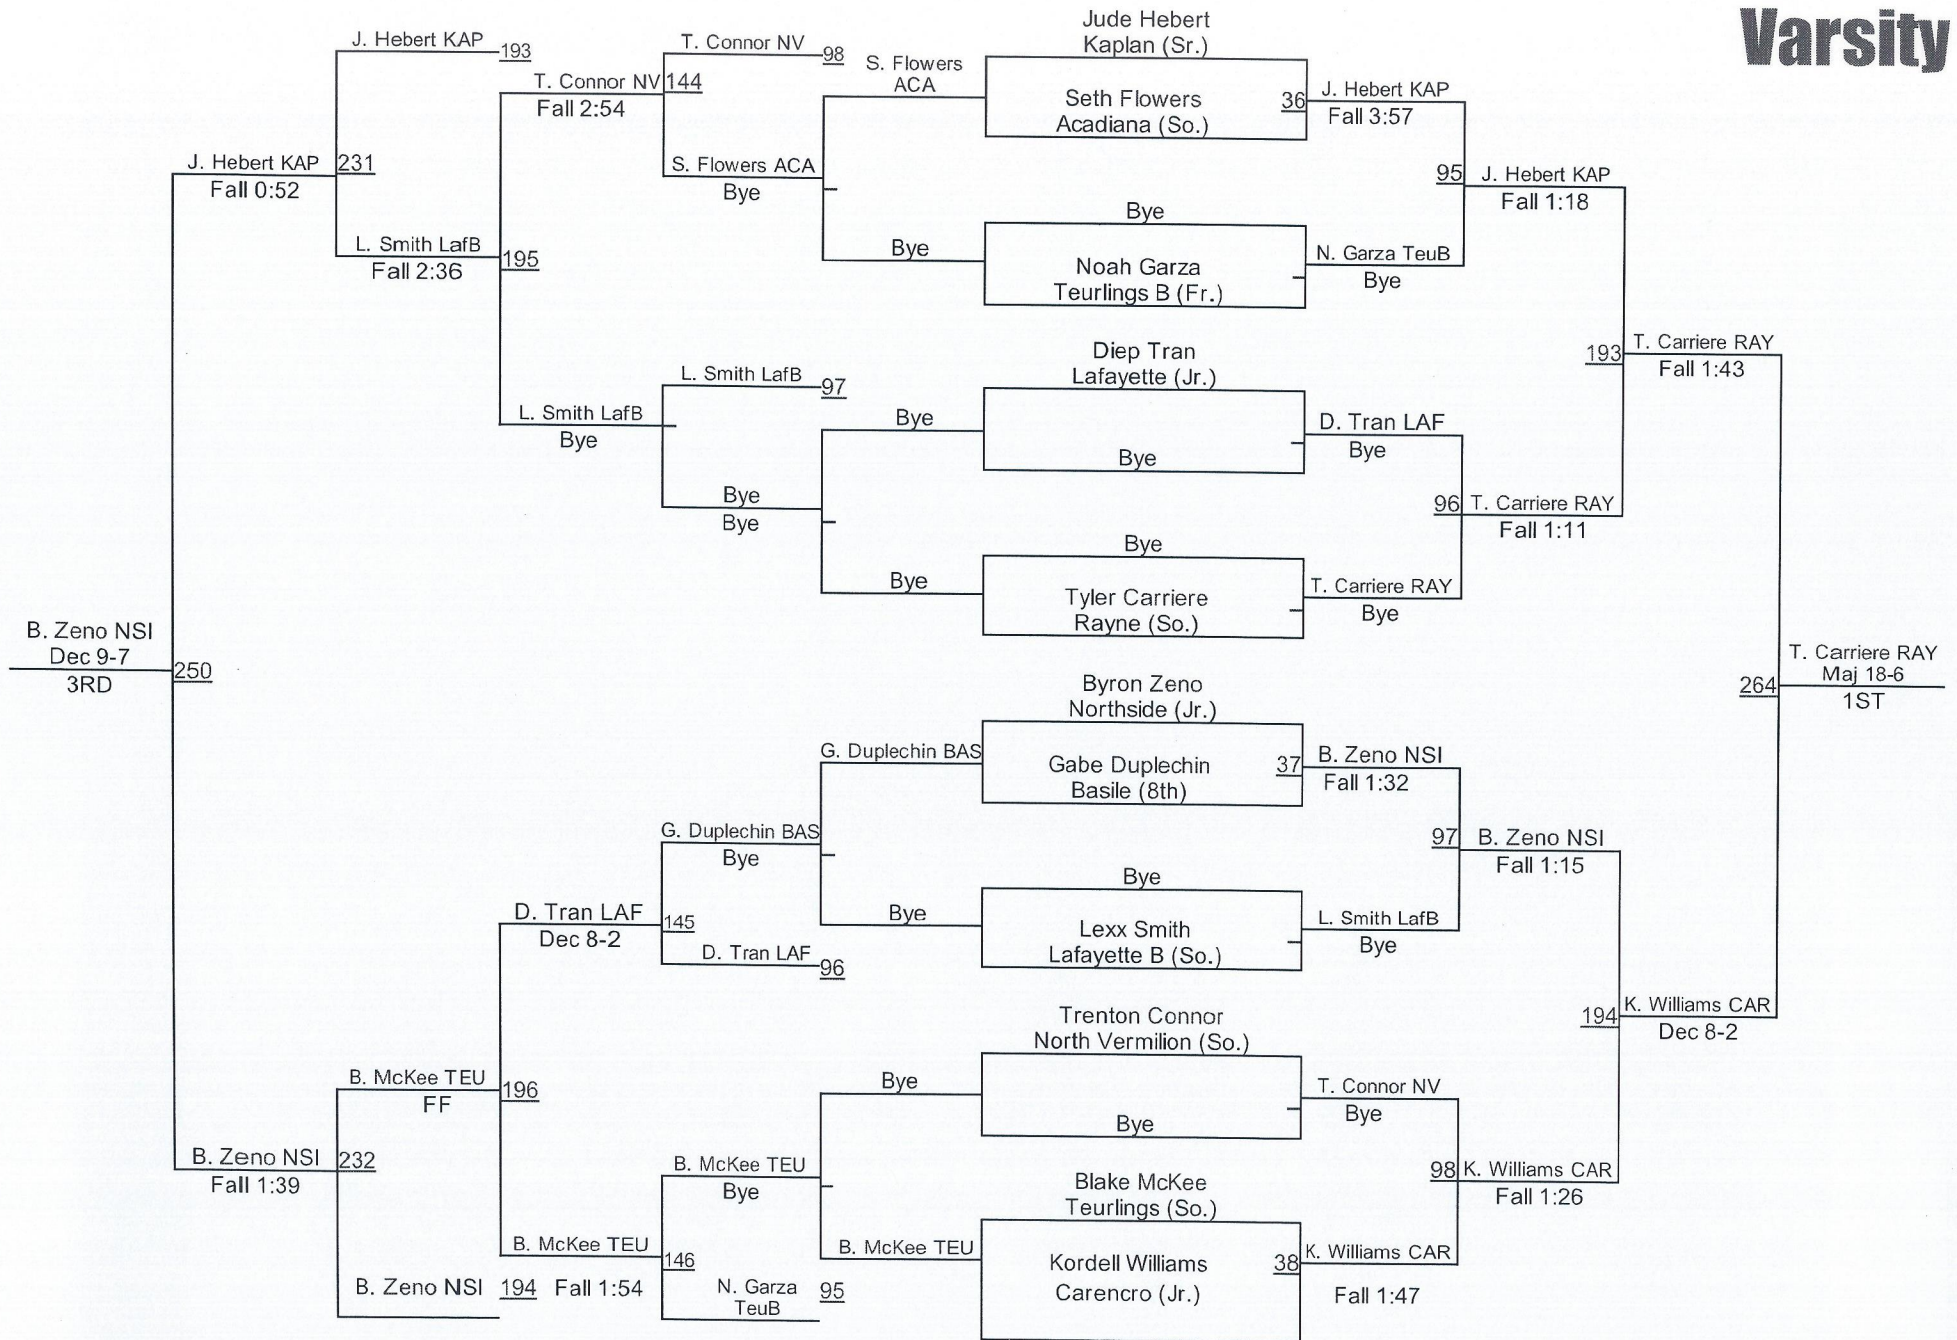 Varsity
J. Hebert KAP
193
T. Connor NV
144
Fall 2:54
J. Hebert KAP
231
Fall 0:52
L. Smith LafB
195
Fall 2:36
T. Connor NV
98
S. Flowers ACA
Bye
S. Flowers
ACA
Bye
L. Smith LafB
Bye
L. Smith LafB
97
Bye
Bye
Bye
Bye
B. Zeno NSI
Dec 9-7
3RD
250
G. Duplechin BAS
G. Duplechin BAS
Bye
Bye
D. Tran LAF
Dec 8-2
145
D. Tran LAF
96
B. McKee TEU
FF
196
B. Zeno NSI
232
Fall 1:39
B. McKee TEU
Bye
Bye
B. McKee TEU
B. McKee TEU
146
Fall 1:54
B. Zeno NSI
194
N. Garza
TeuB
95
Jude Hebert
Kaplan (Sr.)
Seth Flowers
Acadiana (So.)
36
Bye
Noah Garza
Teurlings B (Fr.)
Diep Tran
Lafayette (Jr.)
Bye
Bye
Tyler Carriere
Rayne (So.)
Byron Zeno
Northside (Jr.)
Gabe Duplechin
Basile (8th)
37
Bye
Lexx Smith
Lafayette B (So.)
Trenton Connor
North Vermilion (So.)
Bye
Blake McKee
Teurlings (So.)
Kordell Williams
Carencro (Jr.)
38
J. Hebert KAP
Fall 3:57
N. Garza TeuB
Bye
D. Tran LAF
Bye
T. Carriere RAY
Bye
B. Zeno NSI
Fall 1:32
L. Smith LafB
Bye
T. Connor NV
Bye
K. Williams CAR
Fall 1:47
95
J. Hebert KAP
Fall 1:18
96
T. Carriere RAY
Fall 1:11
97
B. Zeno NSI
Fall 1:15
98
K. Williams CAR
Fall 1:26
193
T. Carriere RAY
Fall 1:43
194
K. Williams CAR
Dec 8-2
264
T. Carriere RAY
Maj 18-6
1ST